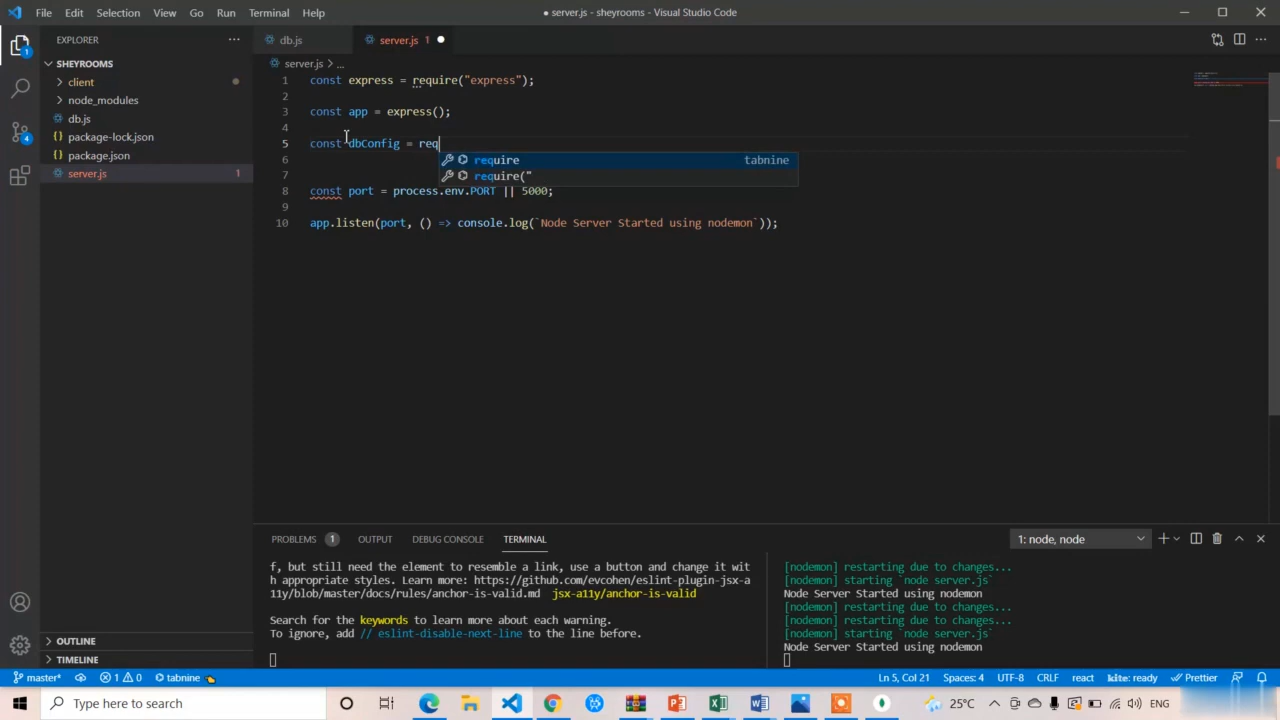 File Edit Selection View Go Run Terminal Help
● server.js - sheyrooms - Visual Studio Code
EXPLORER
SHEYROOMS
client
node_modules
db.js
package-lock.json
package.json
server.js 1
OUTLINE
TIMELINE
1
4
db.js
server.js 1
server.js > ...
1 const express = require("express");
2
3 const app = express();
4
5 const dbConfig = req
require tabnine
require("
6
7
8 const port = process.env.PORT || 5000;
9
10 app.listen(port, () => console.log(`Node Server Started using nodemon`));
PROBLEMS 1 OUTPUT DEBUG CONSOLE TERMINAL
1: node, node
f, but still need the element to resemble a link, use a button and change it wit
h appropriate styles. Learn more: https://github.com/evcohen/eslint-plugin-jsx-a
11y/blob/master/docs/rules/anchor-is-valid.md jsx-a11y/anchor-is-valid
Search for the keywords to learn more about each warning.
To ignore, add // eslint-disable-next-line to the line before.
[nodemon] restarting due to changes...
[nodemon] starting `node server.js`
Node Server Started using nodemon
[nodemon] restarting due to changes...
[nodemon] restarting due to changes...
[nodemon] starting `node server.js`
Node Server Started using nodemon
master* 1 0 tabnine
Ln 5, Col 21 Spaces: 4 UTF-8 CRLF react kite: ready Prettier
Type here to search
25°C ENG